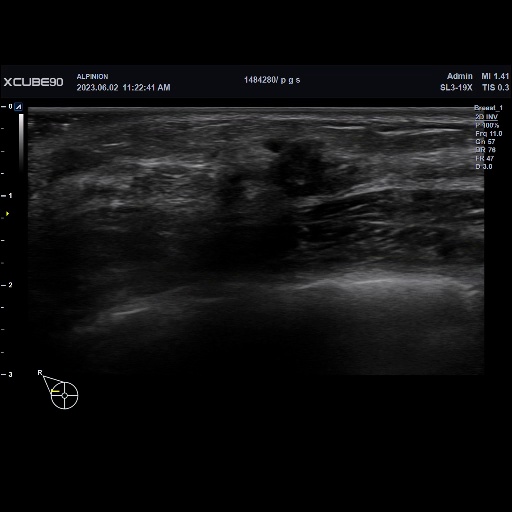 XCUBE90
ALPINION
2023.06.02 11:22:41 AM
1484280/ p g s
Admin MI 1.41
SL3-19X TIS 0.3
Breast_1
2D INV
P 100%
Frq 11.0
Gn 57
DR 76
FR 47
D 3.0
0
1
2
3
R